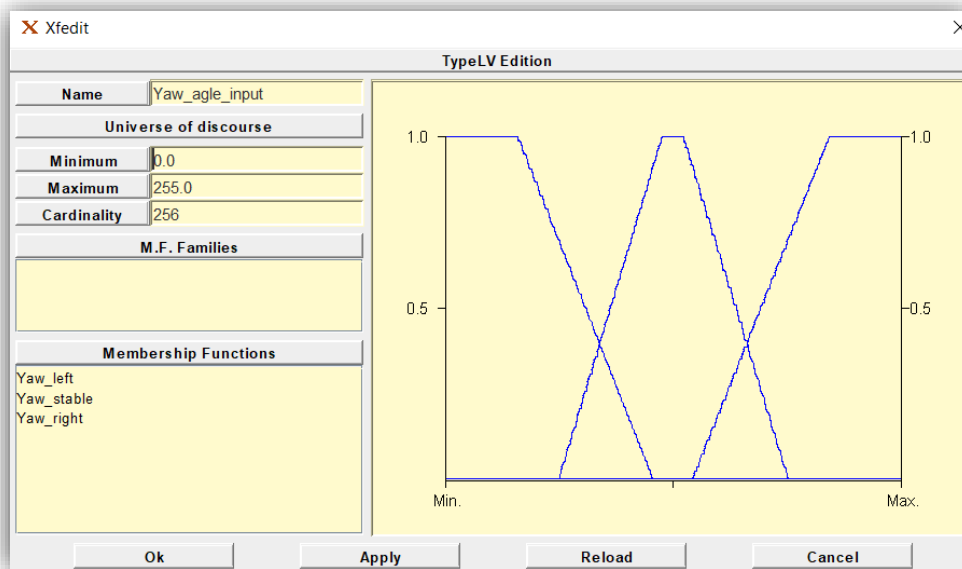 Xfedit
TypeLV Edition
Name Yaw_agle_input
Universe of discourse
Minimum 0.0
Maximum 255.0
Cardinality 256
M.F. Families
Membership Functions
Yaw_left
Yaw_stable
Yaw_right
1.0 1.0
0.5 0.5
Min. Max.
Ok Apply Reload Cancel